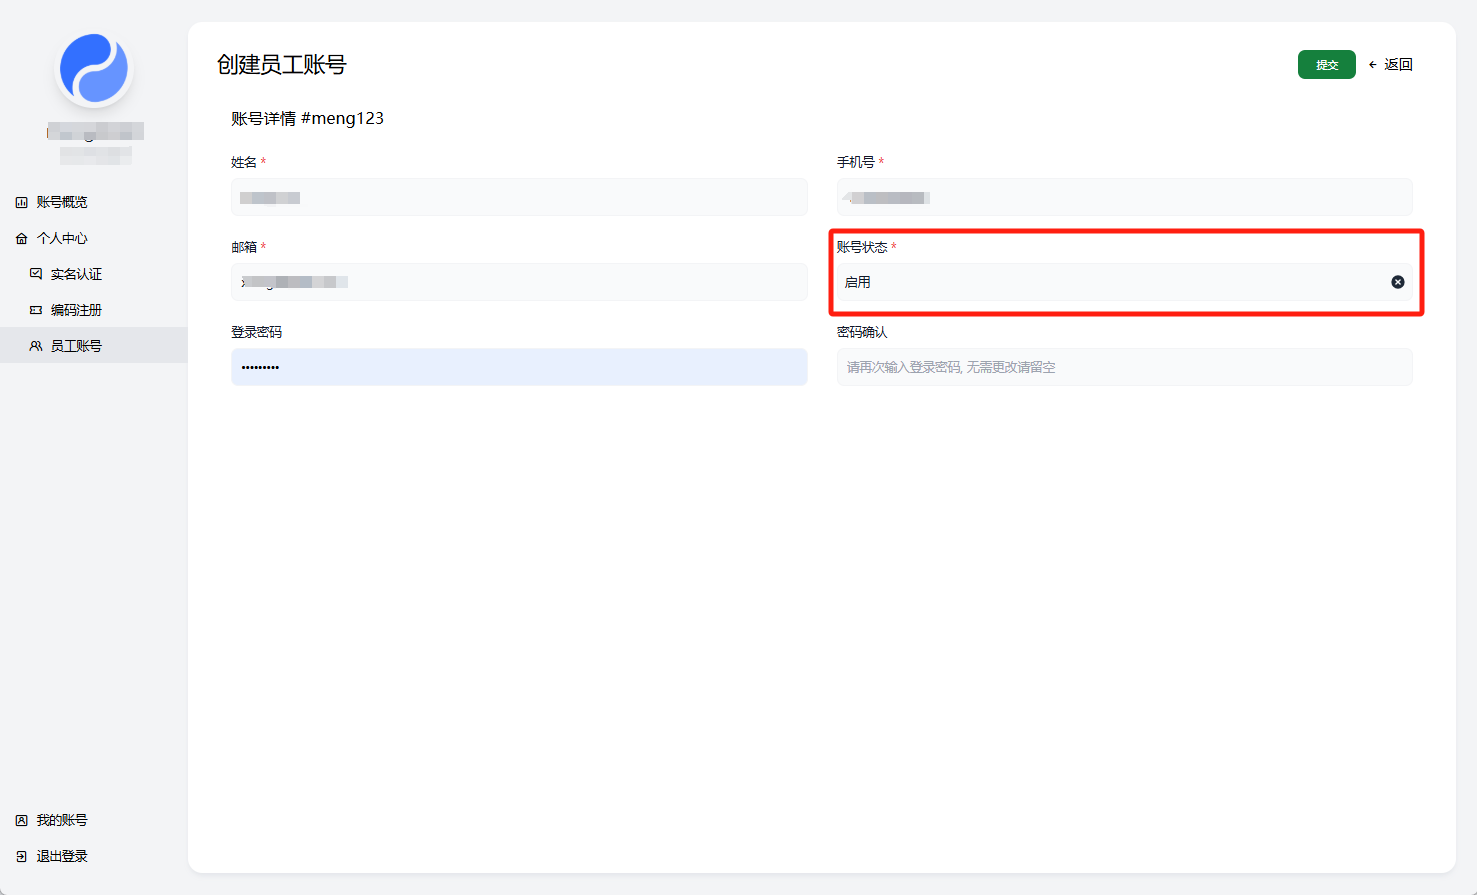 创建员工账号
提交
返回
账号详情 #meng123
姓名 *
手机号 *
账号概览
个人中心
邮箱 *
账号状态 *
实名认证
启用
编码注册
登录密码
密码确认
员工账号
•••••••••
请再次输入登录密码, 无需更改请留空
我的账号
退出登录